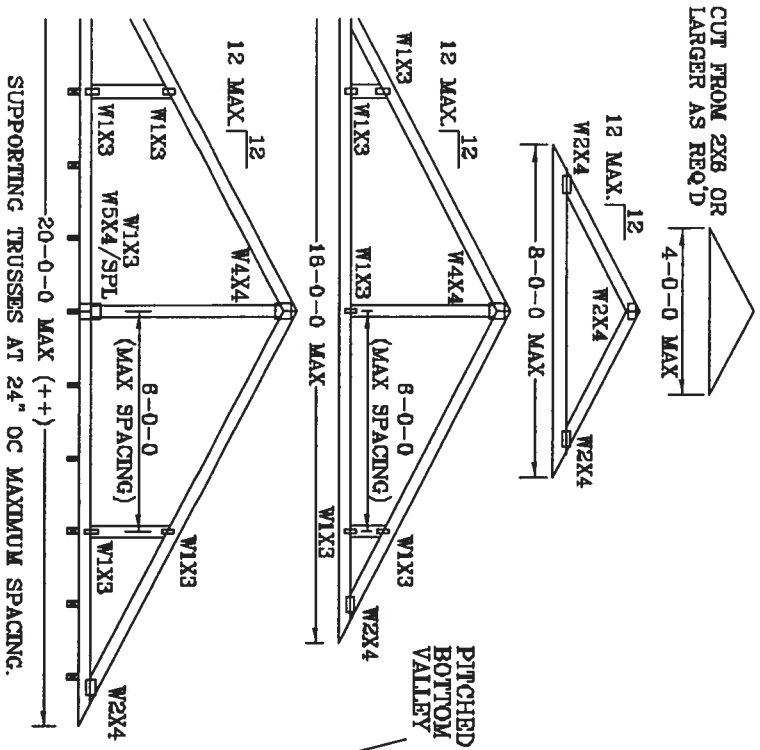 CUT FROM 2X6 OR
LARGER AS REQ'D
4-0-0 MAX
12
12 MAX.
W2X4
W2X4
W2X4
8-0-0 MAX
12
12 MAX.
W1X3
W4X4
W1X3
W1X3
W1X3
8-0-0
(MAX SPACING)
W1X3
W2X4
18-0-0 MAX
PITCHED
BOTTOM
VALLEY
12
12 MAX.
W4X4
W1X3
W1X3
W1X3
W1X3
W5X4/SPL
8-0-0
(MAX SPACING)
W1X3
W2X4
20-0-0 MAX (++)
SUPPORTING TRUSSES AT 24" OC MAXIMUM SPACING.